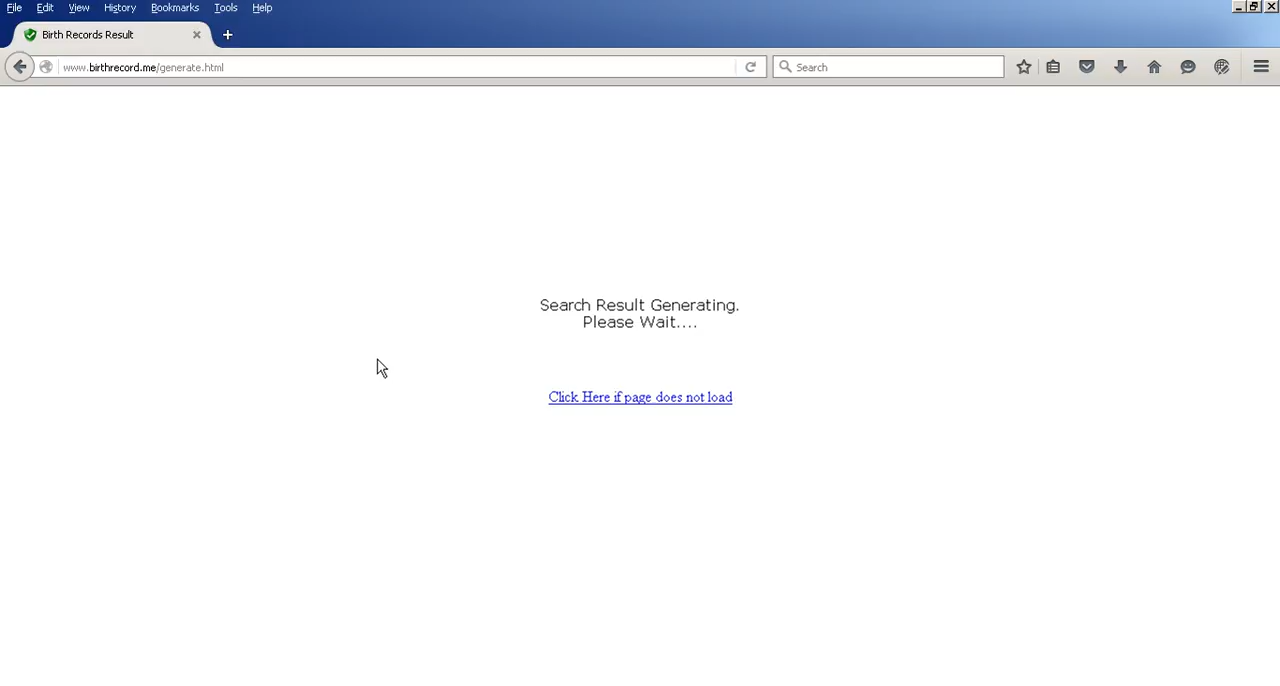 File Edit View History Bookmarks Tools Help
Birth Records Result
www.birthrecord.me/generate.html
Search
Search Result Generating.
Please Wait....
Click Here if page does not load